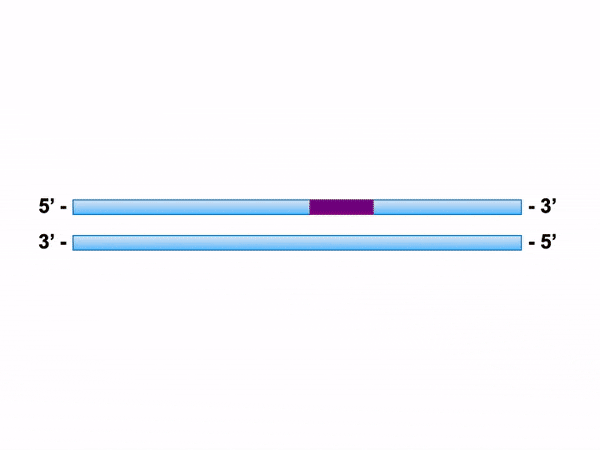 5’ - - 3’
3’ - - 5’